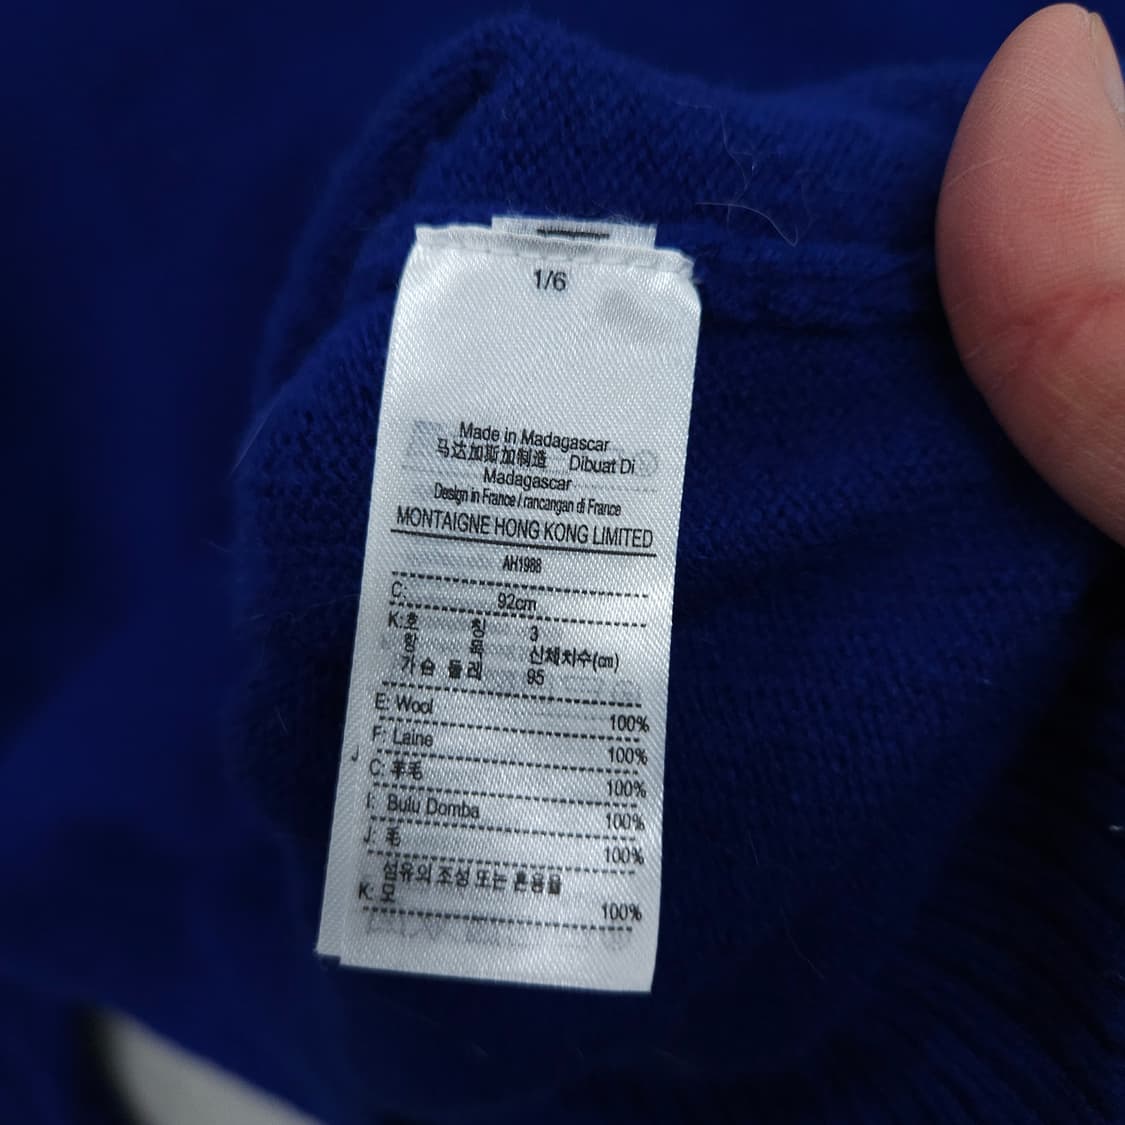 1/6
Made in Madagascar
马达加斯加制造 Dibuat Di
Madagascar
Design in France / rancangan di France
MONTAIGNE HONG KONG LIMITED
AH1988
C: 92cm
K: 호 칭 3
항 목 신체치수(cm)
가슴 둘레 95
E: Wool 100%
F: Laine 100%
C: 羊毛 100%
I: Bulu Domba 100%
J: 毛 100%
섬유의 조성 또는 혼용율
K: 모 100%